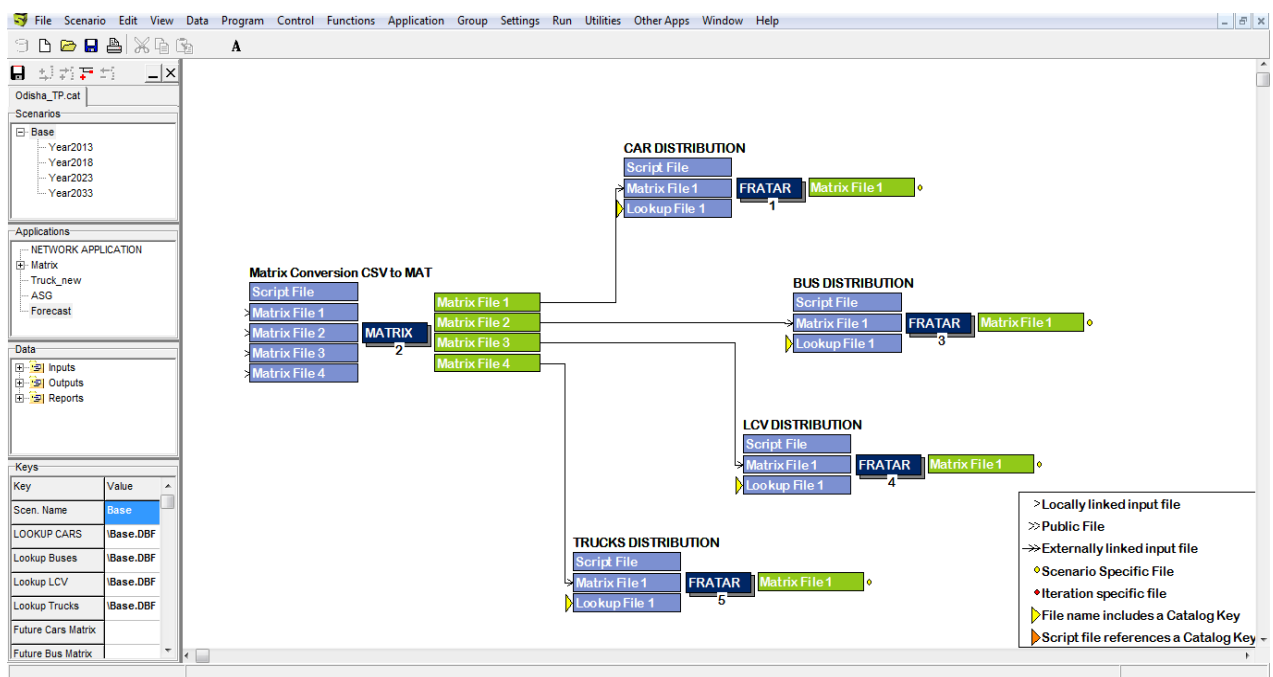 File Scenario Edit View Data Program Control Functions Application Group Settings Run Utilities Other Apps Window Help
A
Odisha_TP.cat
Scenarios
Base
Year2013
Year2018
Year2023
Year2033
Applications
NETWORK APPLICATION
Matrix
Truck_new
ASG
Forecast
Data
Inputs
Outputs
Reports
Keys
Key Value
Scen. Name Base
LOOKUP CARS \Base.DBF
Lookup Buses \Base.DBF
Lookup LCV \Base.DBF
Lookup Trucks \Base.DBF
Future Cars Matrix
Future Bus Matrix
Matrix Conversion CSV to MAT
Script File
Matrix File 1
Matrix File 2
Matrix File 3
Matrix File 4
MATRIX
2
Matrix File 1
Matrix File 2
Matrix File 3
Matrix File 4
CAR DISTRIBUTION
Script File
Matrix File 1 FRATAR Matrix File 1
Lookup File 1 1
BUS DISTRIBUTION
Script File
Matrix File 1 FRATAR Matrix File 1
Lookup File 1 3
LCV DISTRIBUTION
Script File
Matrix File 1 FRATAR Matrix File 1
Lookup File 1 4
TRUCKS DISTRIBUTION
Script File
Matrix File 1 FRATAR Matrix File 1
Lookup File 1 5
>Locally linked input file
Public File
Externally linked input file
Scenario Specific File
Iteration specific file
File name includes a Catalog Key
Script file references a Catalog Key